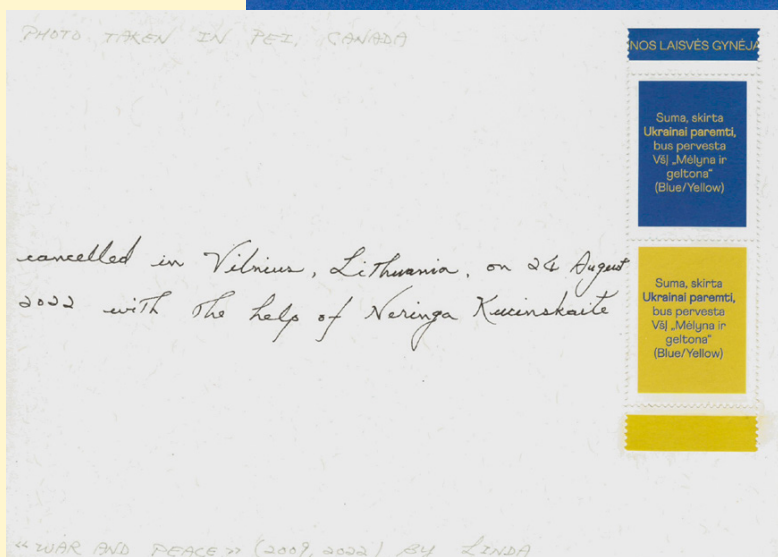 PHOTO TAKEN IN PEI, CANADA
NOS LAISVĖS GYNĖJA
Suma, skirta
Ukrainai paremti,
bus pervesta
VšĮ „Mėlyna ir
geltona“
(Blue/Yellow)
cancelled in Vilnius, Lithuania, on 24 August
2022 with the help of Neringa Kucinskaite
Suma, skirta
Ukrainai paremti,
bus pervesta
VšĮ „Mėlyna ir
geltona“
(Blue/Yellow)
«WAR AND PEACE» (2009, 2022) BY LINDA